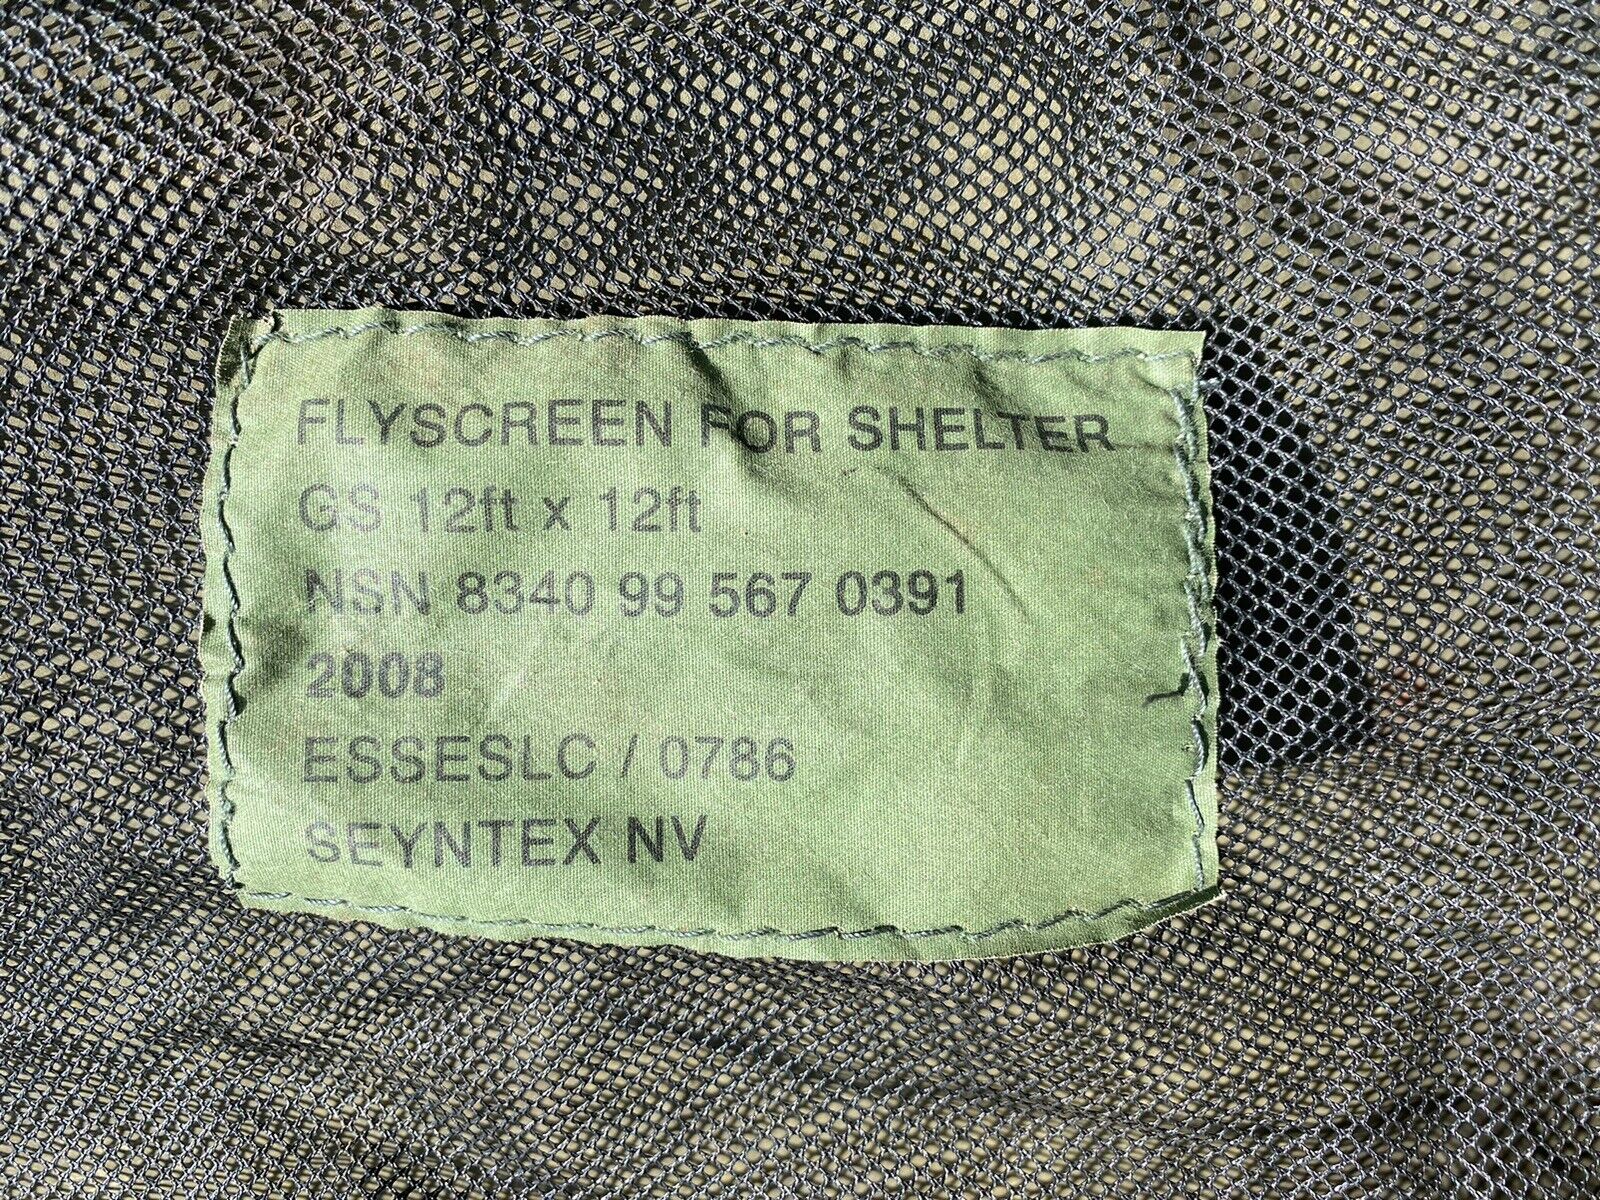 FLYSCREEN FOR SHELTER
GS 12ft x 12ft
NSN 8340 99 567 0391
2008
ESSESLC / 0786
SEYNTEX NV